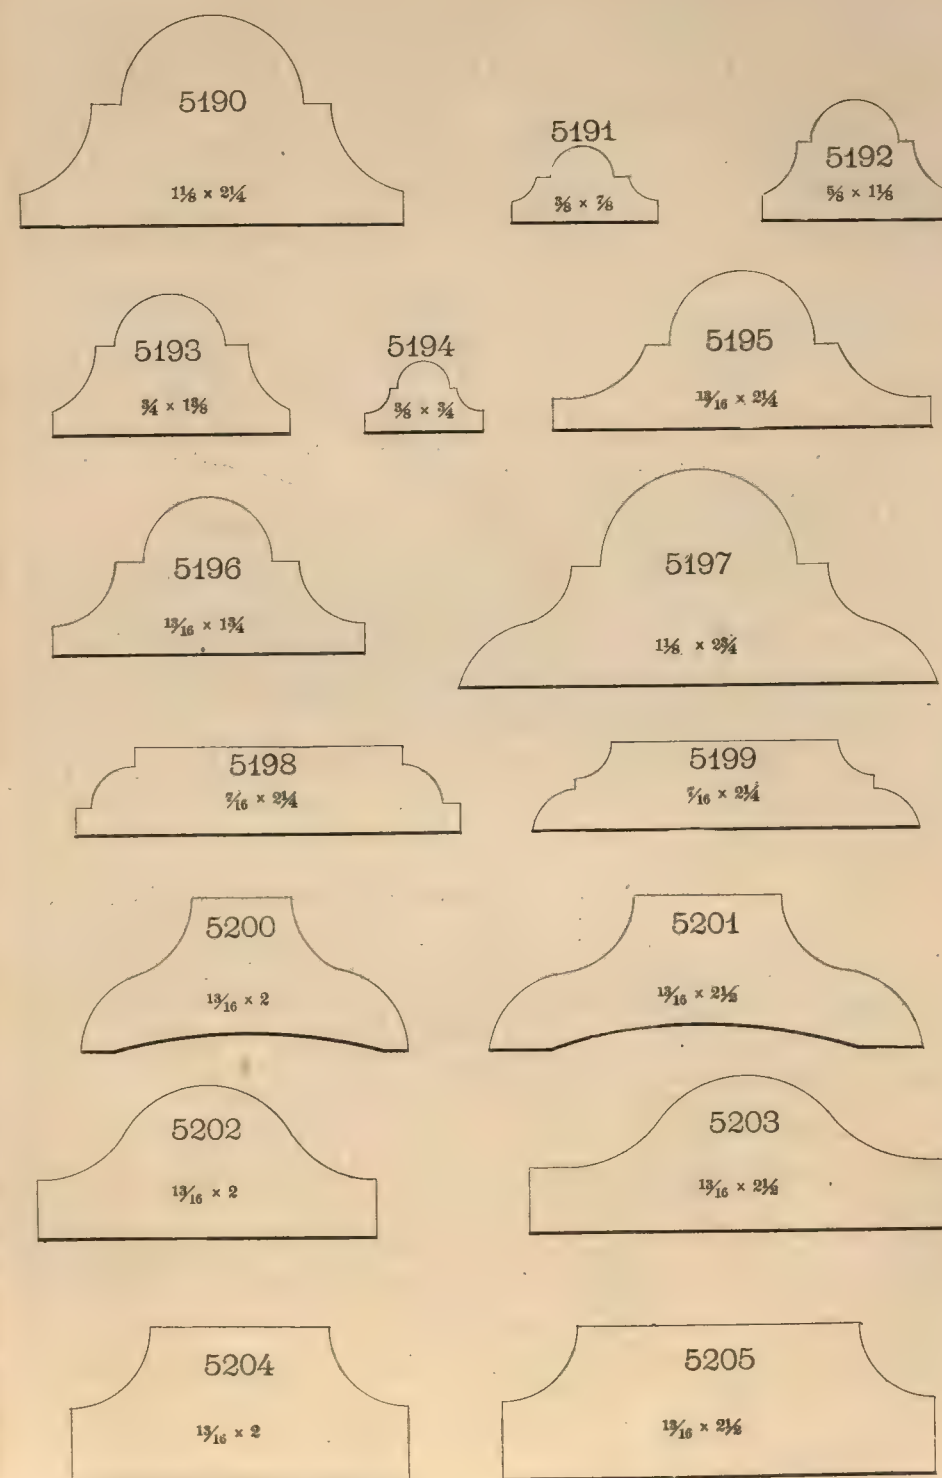 5190
1⅛ × 2¼
5191
⅜ × ⅞
5192
⅝ × 1⅛
5193
¾ × 1⅜
5194
⅜ × ¾
5195
13/16 × 2¼
5196
13/16 × 1¾
5197
1⅛ × 2¾
5198
7/16 × 2¼
5199
7/16 × 2¼
5200
13/16 × 2
5201
13/16 × 2½
5202
13/16 × 2
5203
13/16 × 2½
5204
13/16 × 2
5205
13/16 × 2½